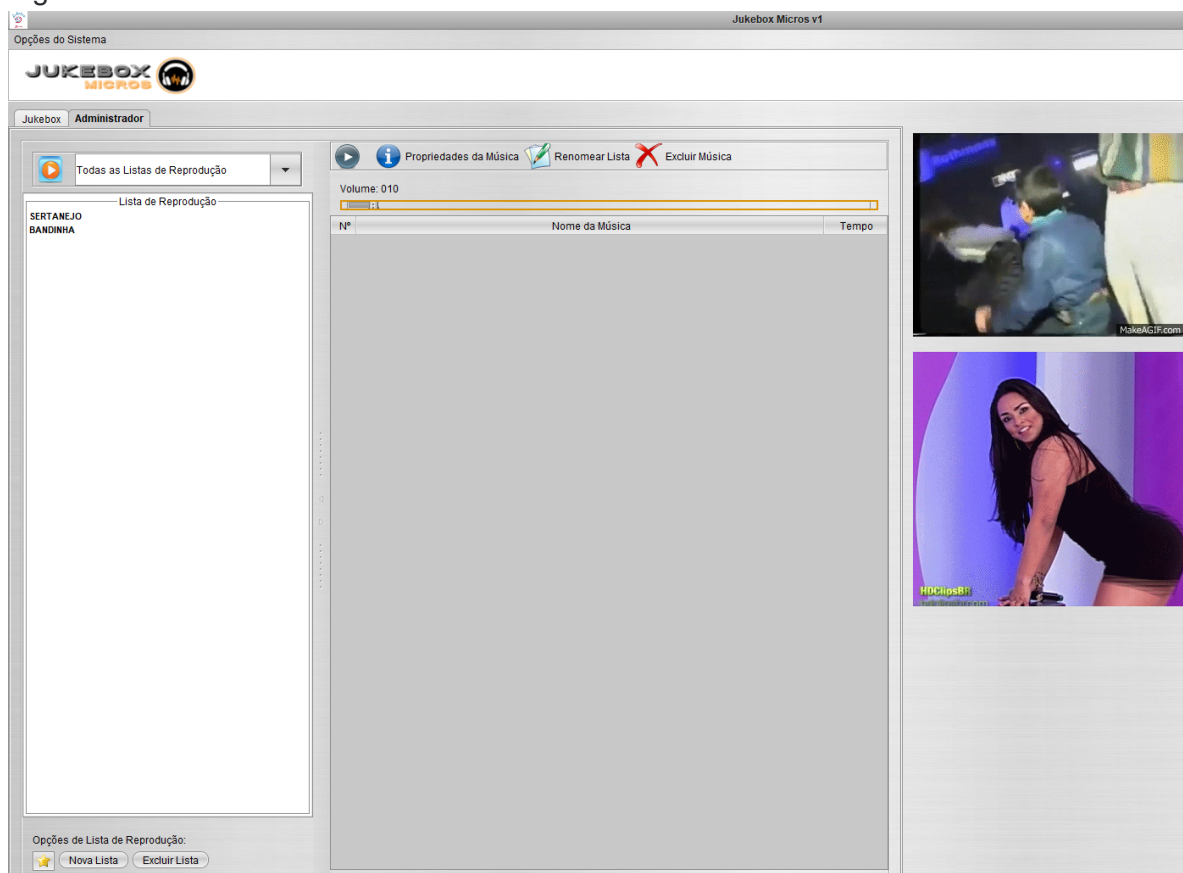 Jukebox Micros v1
Opções do Sistema
JUKEBOX
MICROS
Jukebox Administrador
Todas as Listas de Reprodução
Propriedades da Música Renomear Lista Excluir Música
Volume: 010
Lista de Reprodução
SERTANEJO
BANDINHA
Nº Nome da Música Tempo
MakeAGIF.com
HDClipsBR
Opções de Lista de Reprodução:
Nova Lista Excluir Lista